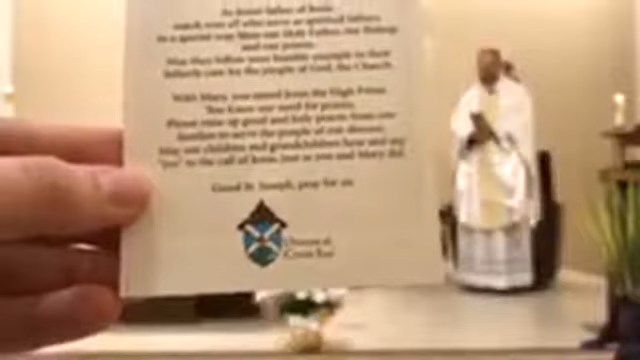 As foster father of Jesus
watch over all who serve as spiritual fathers
In a special way bless our Holy Father, our Bishop
and our priests.
May they follow your humble example in their
fatherly care for the people of God, the Church.
With Mary, you raised the High Priest
You know our need for priests.
Please raise up good and holy priests from our
families to serve the people of our diocese.
May our children and grandchildren hear and say
"yes" to the call of Jesus, just as you and Mary did.
Good St. Joseph, pray for us.
Diocese of
Green Bay